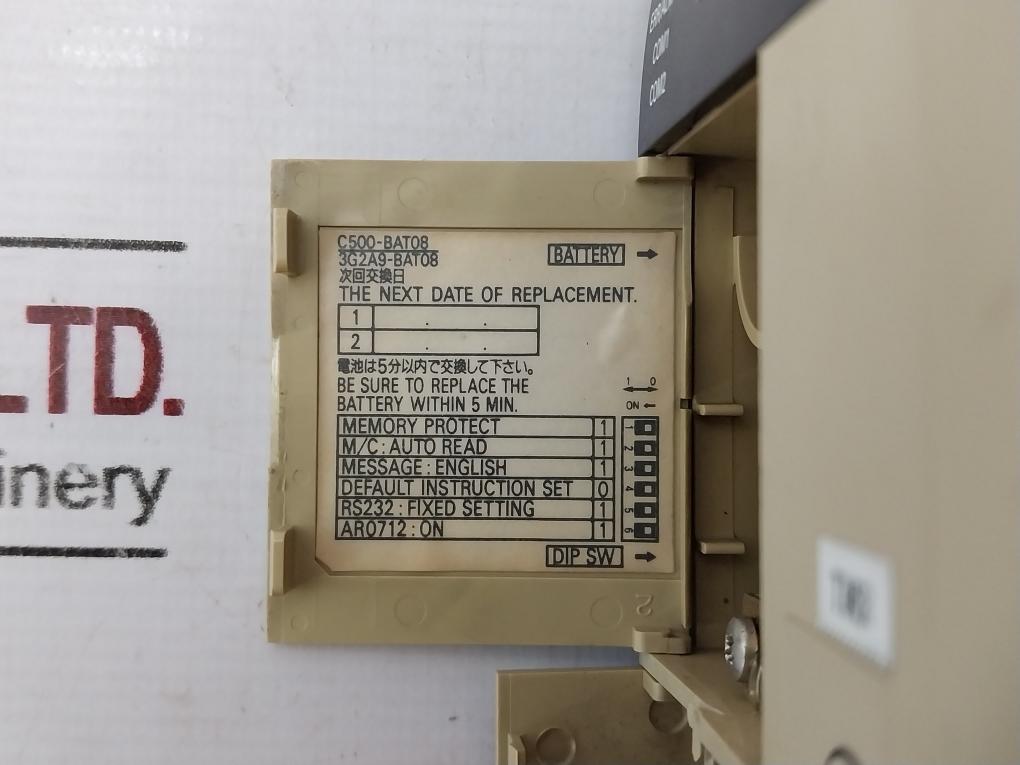 ERR/ALM
COM1
COM2
LTD.
inery
C500-BAT08
3G2A9-BAT08
次回交換日
BATTERY →
THE NEXT DATE OF REPLACEMENT.
1 . .
2 . .
電池は5分以内で交換して下さい。
BE SURE TO REPLACE THE
BATTERY WITHIN 5 MIN.
1 0
ON ←
MEMORY PROTECT 1 1
M/C : AUTO READ 1 2
MESSAGE : ENGLISH 1 3
DEFAULT INSTRUCTION SET 0 4
RS232 : FIXED SETTING 1 5
AR0712 : ON 1 6
DIP SW →
2